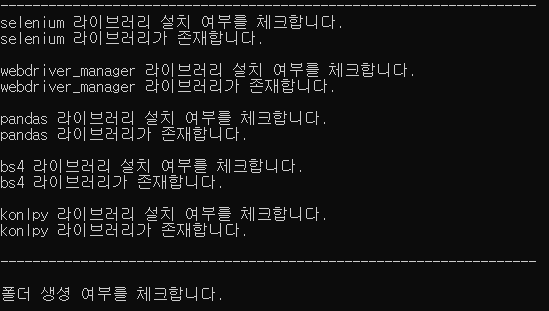 --------------------------------------------------------------------
selenium 라이브러리 설치 여부를 체크합니다.
selenium 라이브러리가 존재합니다.
webdriver_manager 라이브러리 설치 여부를 체크합니다.
webdriver_manager 라이브러리가 존재합니다.
pandas 라이브러리 설치 여부를 체크합니다.
pandas 라이브러리가 존재합니다.
bs4 라이브러리 설치 여부를 체크합니다.
bs4 라이브러리가 존재합니다.
konlpy 라이브러리 설치 여부를 체크합니다.
konlpy 라이브러리가 존재합니다.
--------------------------------------------------------------------
폴더 생셩 여부를 체크합니다.